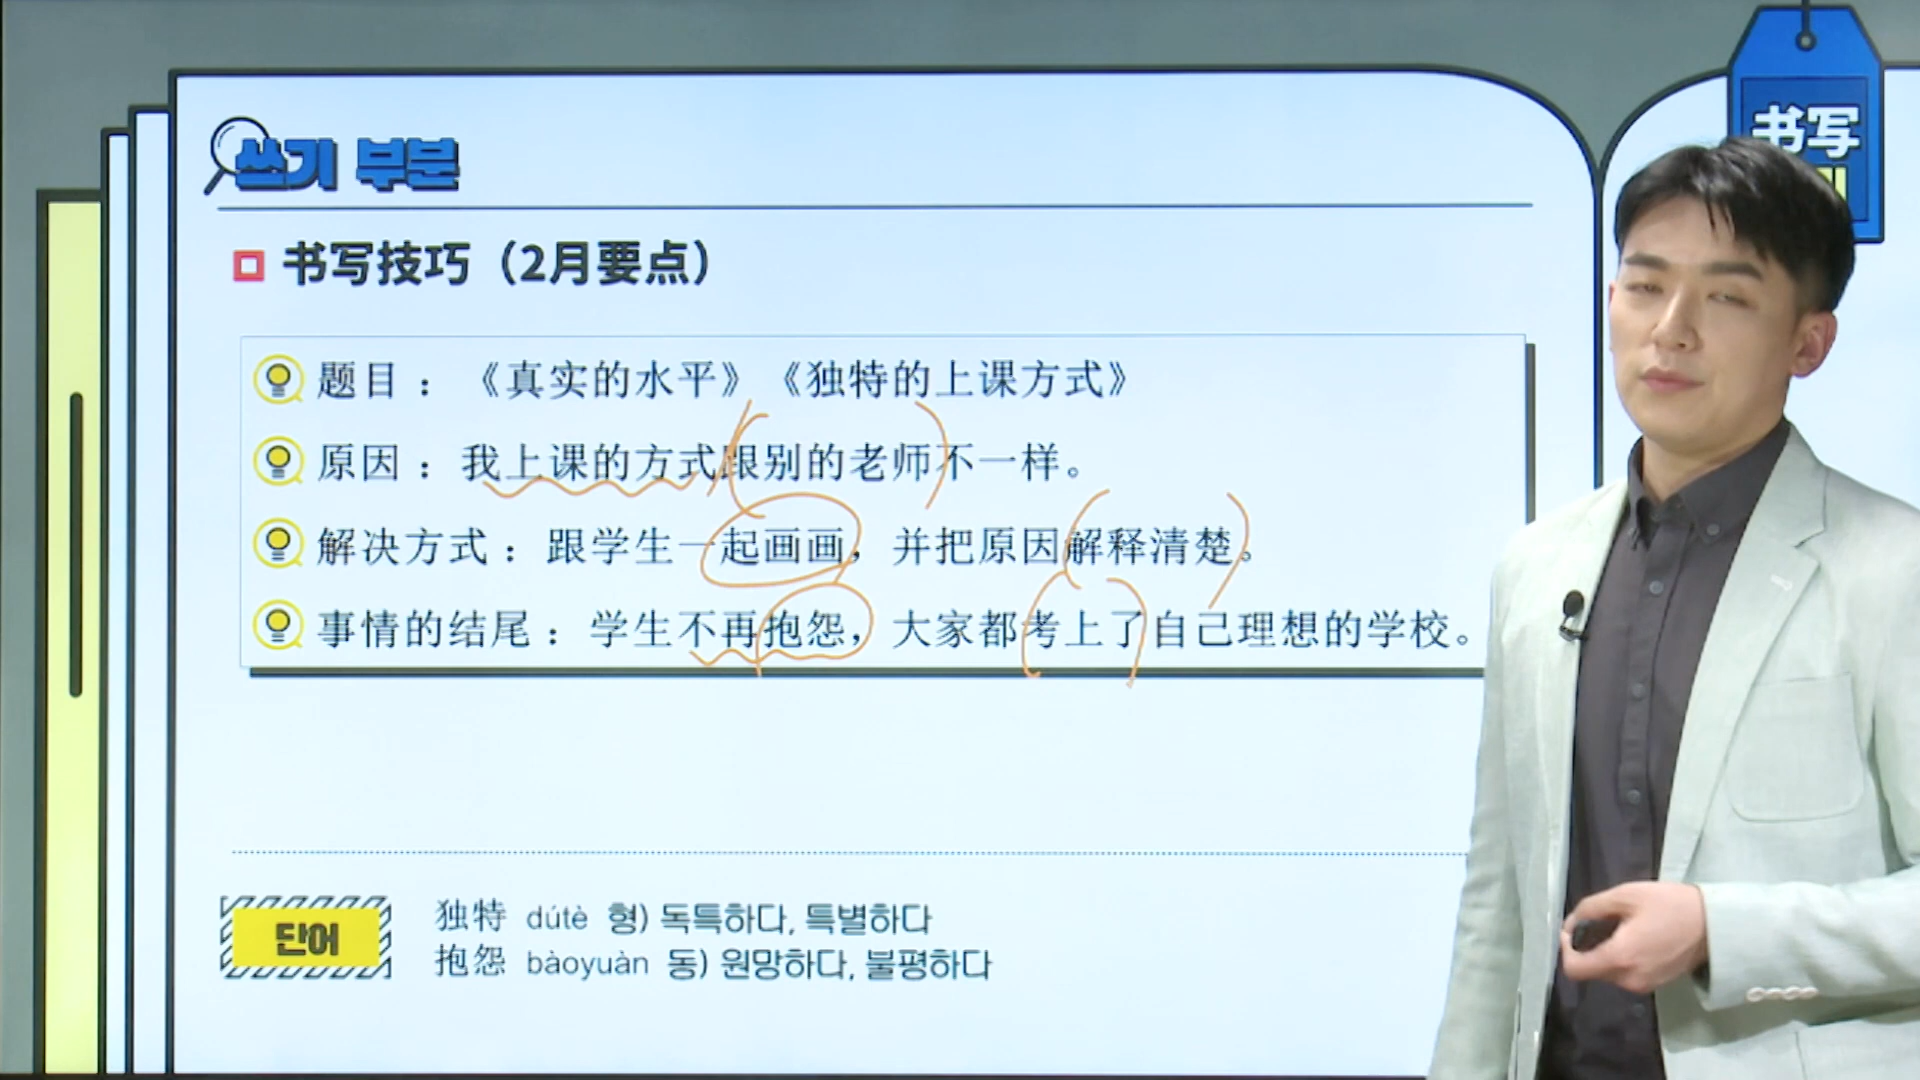 쓰기 부분
书写
书写技巧（2月要点）
题目：《真实的水平》《独特的上课方式》
原因：我上课的方式跟别的老师不一样。
解决方式：跟学生一起画画，并把原因解释清楚。
事情的结尾：学生不再抱怨，大家都考上了自己理想的学校。
단어
独特 dútè 형) 독특하다, 특별하다
抱怨 bàoyuàn 동) 원망하다, 불평하다